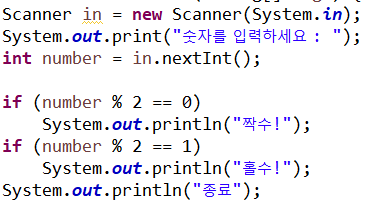 Scanner in = new Scanner(System.in);
System.out.print("숫자를 입력하세요 : ");
int number = in.nextInt();
if (number % 2 == 0)
System.out.println("짝수!");
if (number % 2 == 1)
System.out.println("홀수!");
System.out.println("종료");